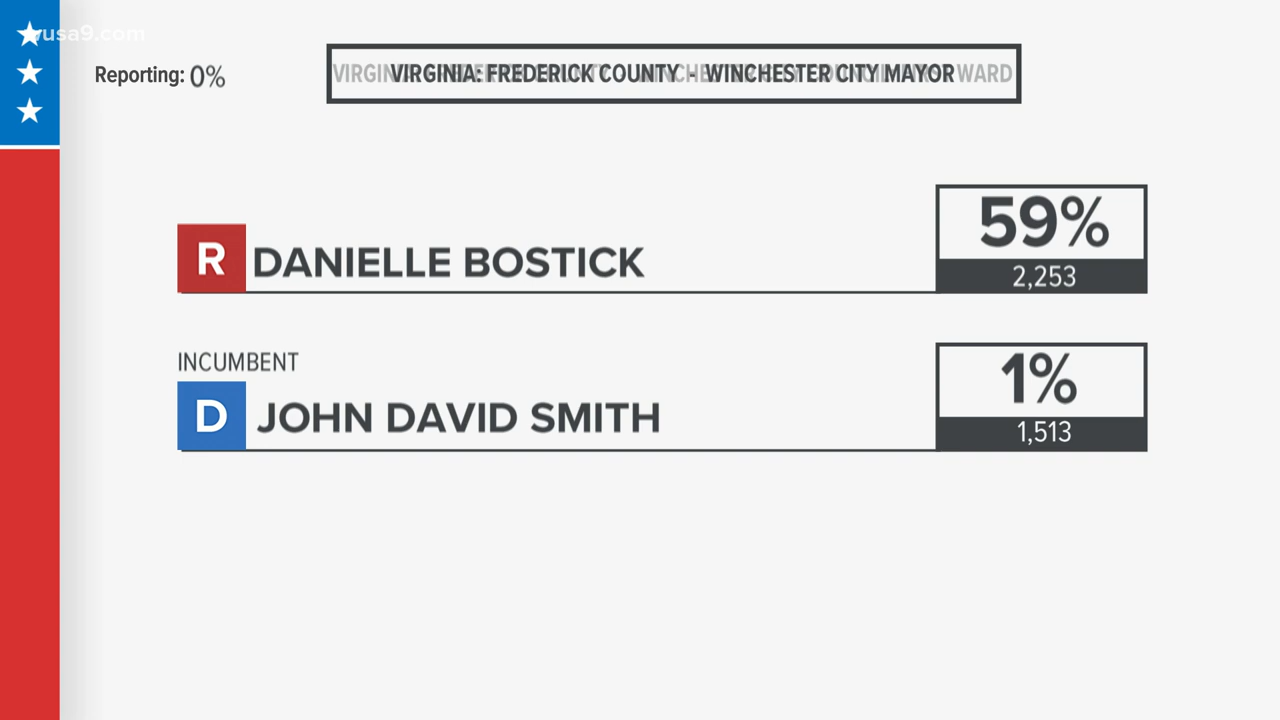 wusa9.com
Reporting: 0%
VIRGINIA: FREDERICK COUNTY - WINCHESTER CITY MAYOR
WARD
R DANIELLE BOSTICK
59%
2,253
INCUMBENT
D JOHN DAVID SMITH
1%
1,513